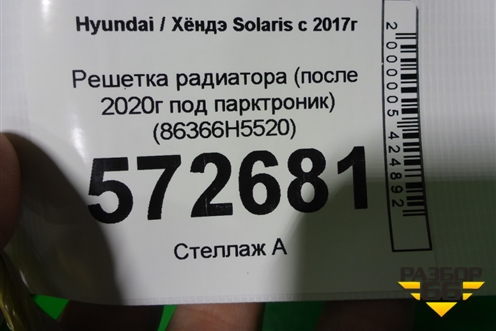 Hyundai / Хёндэ Solaris с 2017г
Решетка радиатора (после
2020г под парктроник)
(86366H5520)
572681
Стеллаж А
2000005424892
РАЗБОР